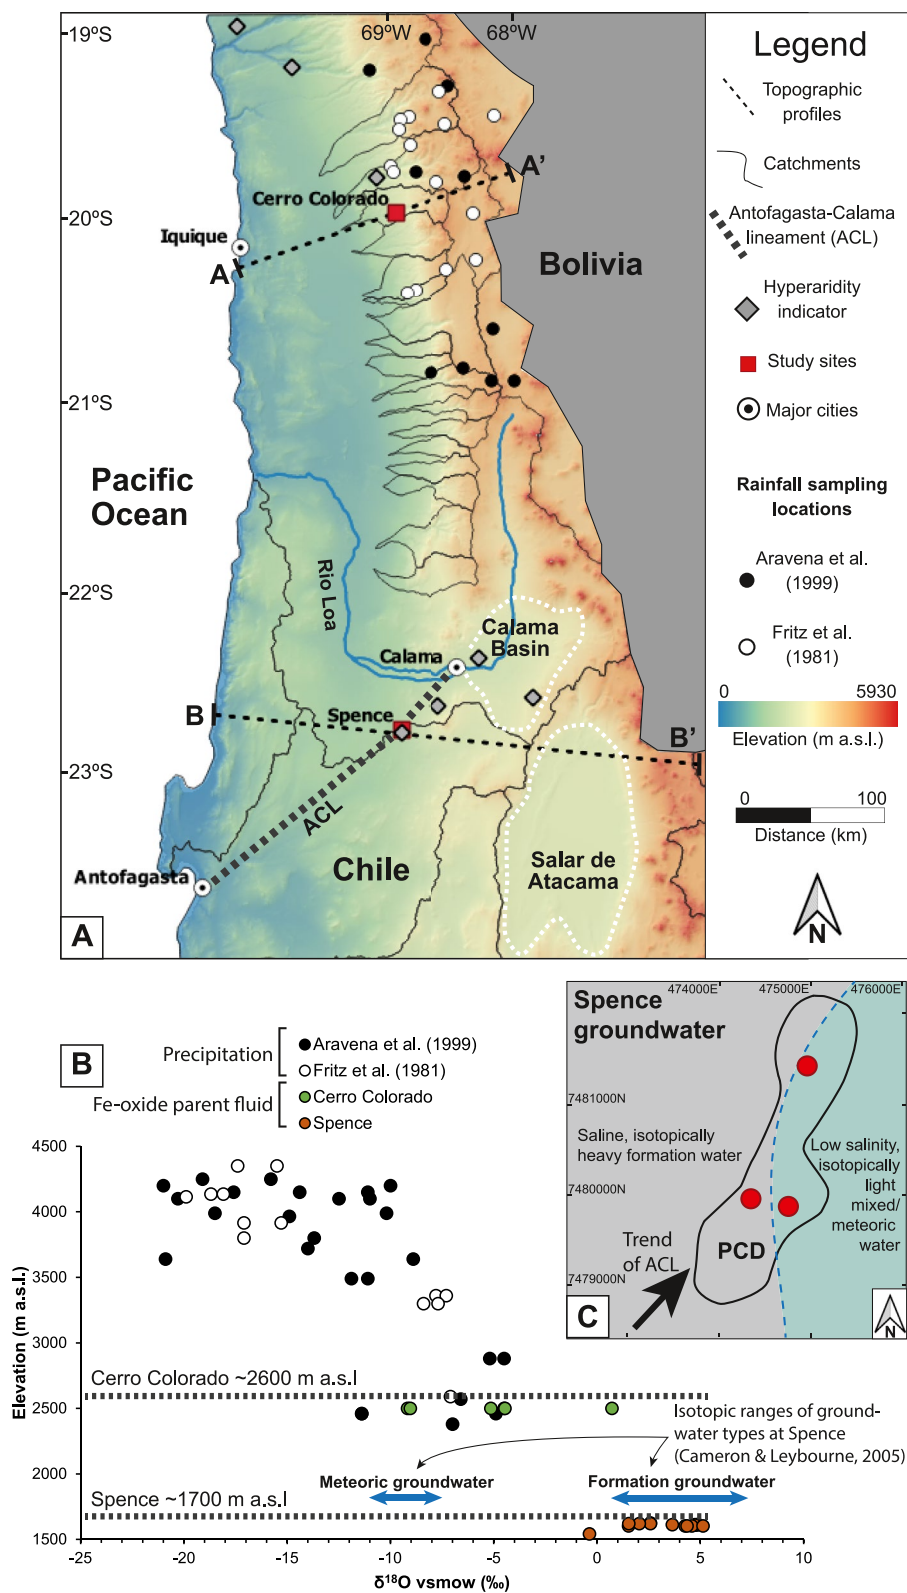 69ºW
68ºW
19ºS
20ºS
21ºS
22ºS
23ºS
Cerro Colorado
A'
Iquique
A
Bolivia
Pacific
Ocean
Rio Loa
Calama
Basin
Calama
B
Spence
B'
ACL
Antofagasta
Chile
Salar de
Atacama
A
N
Legend
Topographic
profiles
Catchments
Antofagasta-Calama
lineament (ACL)
Hyperaridity
indicator
Study sites
Major cities
Rainfall sampling
locations
Aravena et al.
(1999)
Fritz et al.
(1981)
0 5930
Elevation (m a.s.l.)
0 100
Distance (km)
B
Precipitation
Aravena et al. (1999)
Fritz et al. (1981)
Fe-oxide parent fluid
Cerro Colorado
Spence
4500
4000
3500
3000
2500
2000
1500
Elevation (m a.s.l.)
Cerro Colorado ~2600 m a.s.l
Isotopic ranges of ground-
water types at Spence
(Cameron & Leybourne, 2005)
Meteoric groundwater
Formation groundwater
Spence ~1700 m a.s.l
-25 -20 -15 -10 -5 0 5 10
δ¹⁸O vsmow (‰)
474000E 475000E 476000E
Spence
groundwater
7481000N
7480000N
7479000N
Saline, isotopically
heavy formation water
Low salinity,
isotopically
light
mixed/
meteoric
water
Trend
of ACL
PCD
C
N